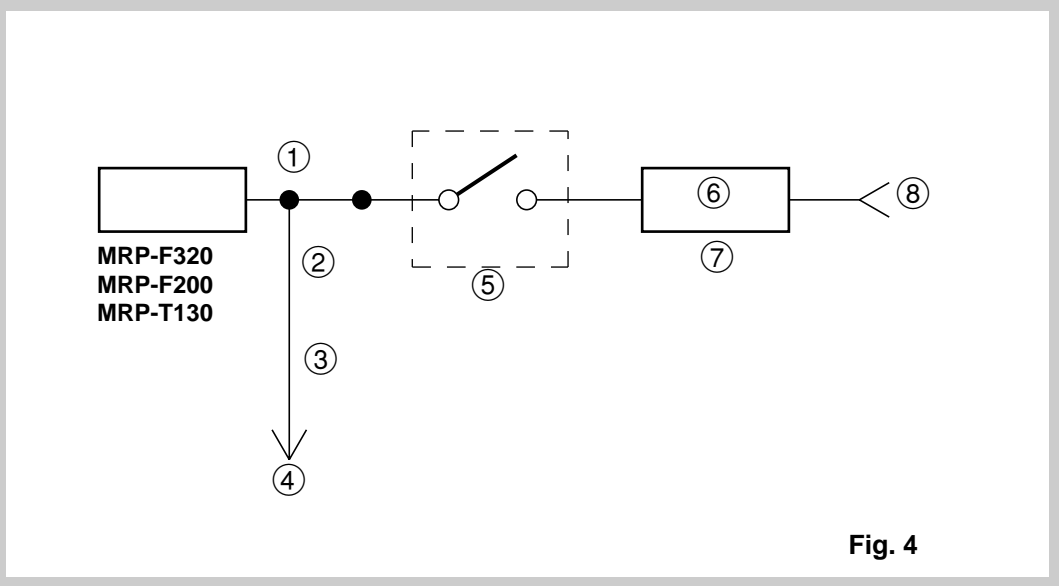 ①
⑥
⑧
MRP-F320
MRP-F200
MRP-T130
②
⑦
⑤
③
④
Fig. 4